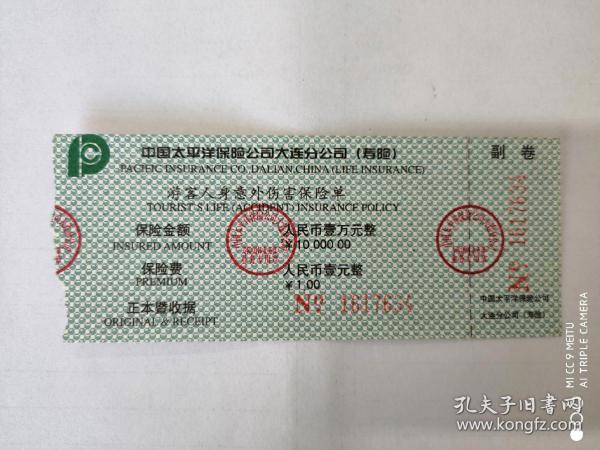 中国太平洋保险公司大连分公司（寿险）
PACIFIC INSURANCE CO., DALIAN, CHINA (LIFE INSURANCE)
游客人身意外伤害保险单
TOURIST'S LIFE (ACCIDENT) INSURANCE POLICY
保险金额 人民币壹万元整
INSURED AMOUNT ¥10 000.00
保险费 人民币壹元整
PREMIUM ¥1.00
正本暨收据
ORIGINAL & RECEIPT
№ 1617634
副 卷
№ 1617634
中国太平洋保险公司
大连分公司（寿险）
MI CC9 MEITU
AI TRIPLE CAMERA
孔夫子旧书网
www.kongfz.com